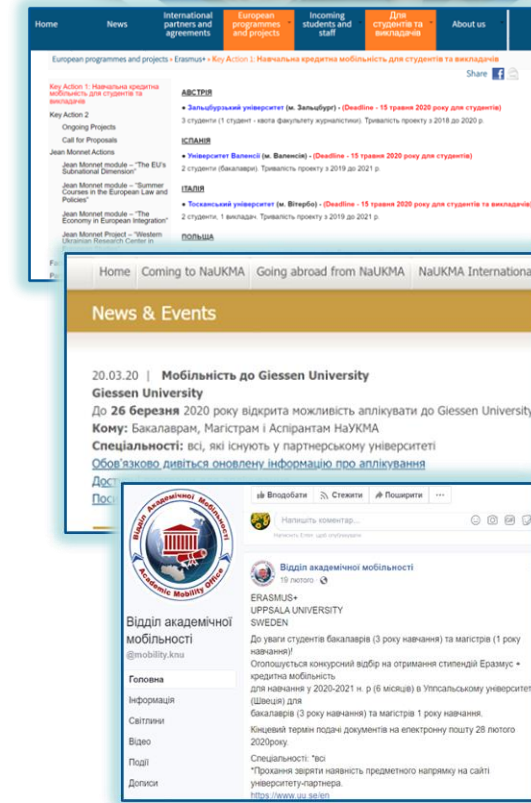 Home
News
International partners and agreements
European programmes and projects
Incoming students and staff
Для студентів та викладачів
About us
European programmes and projects » Erasmus+ » Key Action 1: Навчальна кредитна мобільність для студентів та викладачів
Share
Key Action 1: Навчальна кредитна
мобільність для студентів та
викладачів
Key Action 2
Ongoing Projects
Call for Proposals
Jean Monnet Actions
Jean Monnet module – "The EU's
Subnational Dimension"
Jean Monnet module – "Summer
Courses in the European Law and
Policies"
Jean Monnet module – "The
Economy in European Integration"
Jean Monnet Project – "Western
Ukrainian Research Center in
АВСТРІЯ
• Зальцбурзький університет (м. Зальцбург) - (Deadline - 15 травня 2020 року для студентів)
3 студенти (1 студент - квота факультету журналістики). Тривалість проекту з 2018 до 2020 р.
ІСПАНІЯ
• Університет Валенсії (м. Валенсія) - (Deadline - 15 травня 2020 року для студентів)
2 студенти (бакалаври). Тривалість проекту з 2019 до 2021 р.
ІТАЛІЯ
• Тосканський університет (м. Вітербо) - (Deadline - 15 травня 2020 року для студентів та викладачів)
2 студенти, 1 викладач. Тривалість проекту з 2019 до 2021 р.
ПОЛЬЩА
Home
Coming to NaUKMA
Going abroad from NaUKMA
NaUKMA Internationa
News & Events
20.03.20 | Мобільність до Giessen University
Giessen University
До 26 березня 2020 року відкрита можливість аплікувати до Giessen University
Кому: Бакалаврам, Магістрам і Аспірантам НаУКМА
Спеціальності: всі, які існують у партнерському університеті
Обов'язково дивіться оновлену інформацію про аплікування
Дост
Поси
Відділ Академічної Мобільності
Academic Mobility Office
Відділ академічної
мобільності
@mobility.knu
Головна
Інформація
Світлини
Відео
Події
Дописи
Вподобати
Стежити
Поширити
Напишіть коментар...
Натисніть Enter, щоб опублікувати.
Відділ академічної мобільності
19 лютого
ERASMUS+
UPPSALA UNIVERSITY
SWEDEN
До уваги студентів бакалаврів (3 року навчання) та магістрів (1 року
навчання)!
Оголошується конкурсний відбір на отримання стипендій Еразмус +
кредитна мобільність
для навчання у 2020-2021 н. р (6 місяців) в Уппсальському університет
(Швеція) для
бакалаврів (3 року навчання) та магістрів 1 року навчання.
Кінцевий термін подачі документів на електронну пошту 28 лютого
2020року.
Спеціальності: *всі
*Прохання звіряти наявність предметного напрямку на сайті
університету-партнера.
https://www.uu.se/en